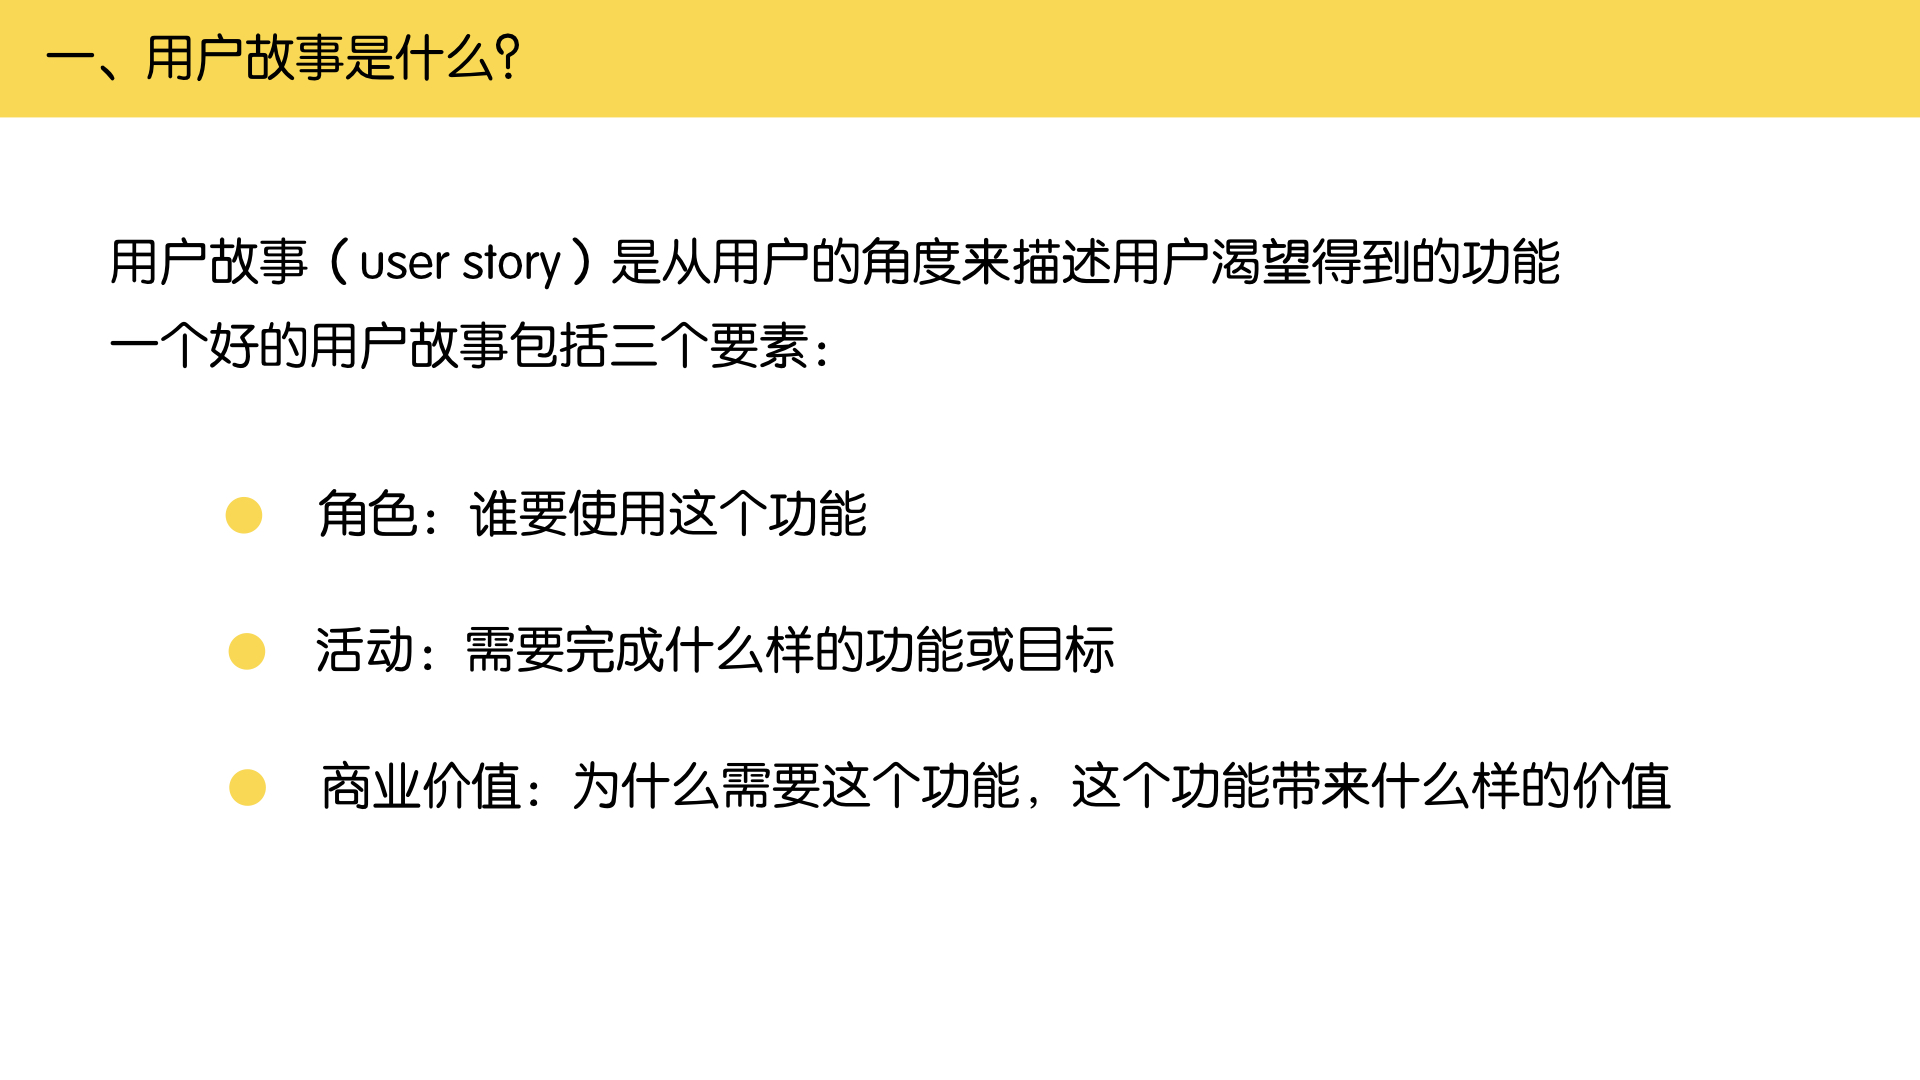 一、用户故事是什么？
用户故事（user story）是从用户的角度来描述用户渴望得到的功能
一个好的用户故事包括三个要素：
角色：谁要使用这个功能
活动：需要完成什么样的功能或目标
商业价值：为什么需要这个功能，这个功能带来什么样的价值